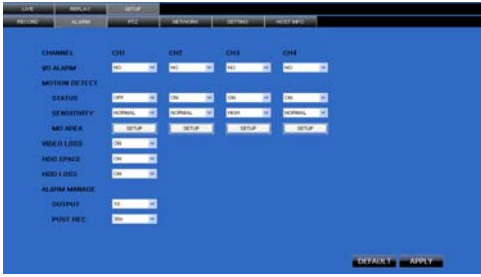 LIVE REPLAY SETUP
RECORD ALARM PTZ NETWORK SETTING HOST INFO
CHANNEL CH1 CH2 CH3 CH4
I/O ALARM NO NO NO NO
MOTION DETECT
STATUS OFF ON ON ON
SENSITIVITY NORMAL NORMAL HIGH NORMAL
MD AREA SETUP SETUP SETUP SETUP
VIDEO LOSS ON
HDD SPACE ON
HDD LOSS ON
ALARM MANAGE
OUTPUT 10
POST REC 30s
DEFAULT APPLY